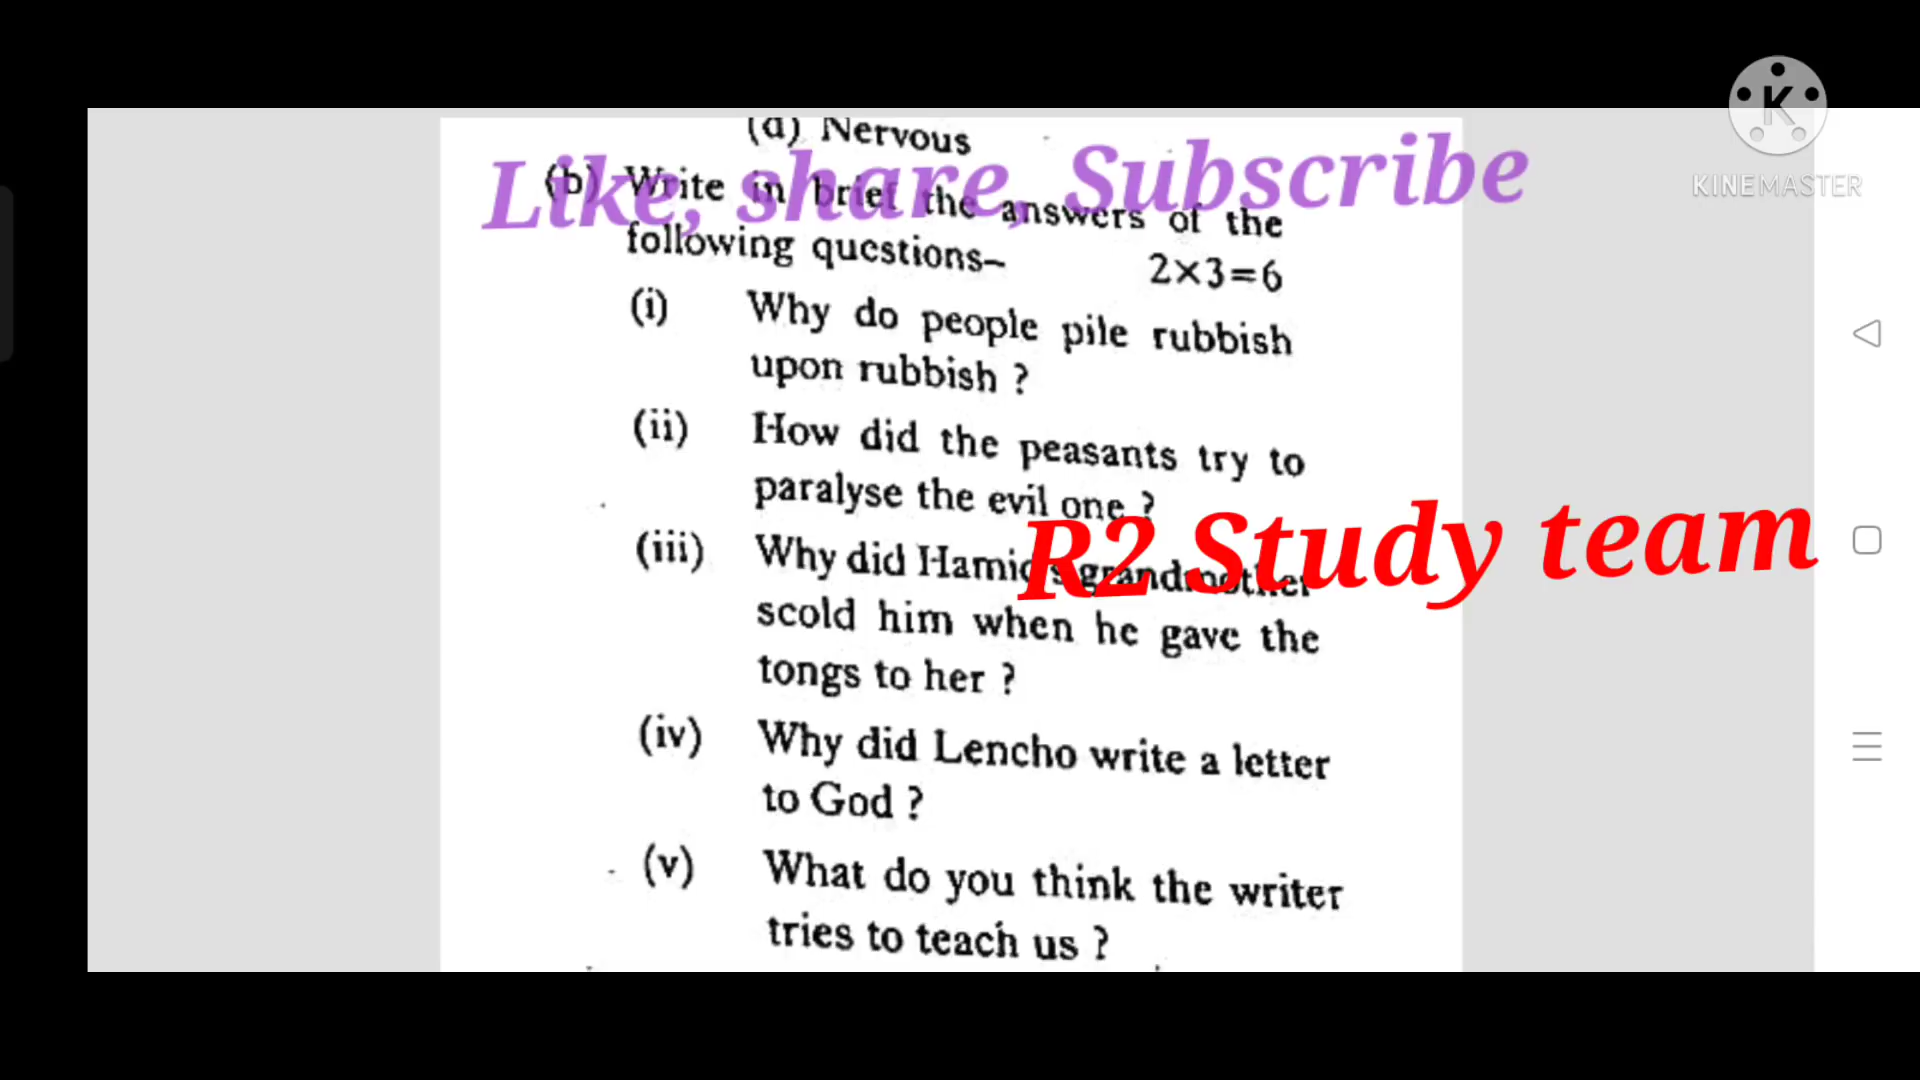 (d) Nervous
Like, share, Subscribe
(b) Write in brief the answers of the
following questions–
2×3=6
(i) Why do people pile rubbish
upon rubbish ?
(ii) How did the peasants try to
paralyse the evil one ?
(iii) Why did Hamid's grandmother
R2 Study team
scold him when he gave the
tongs to her ?
(iv) Why did Lencho write a letter
to God ?
(v) What do you think the writer
tries to teach us ?
K
KINEMASTER